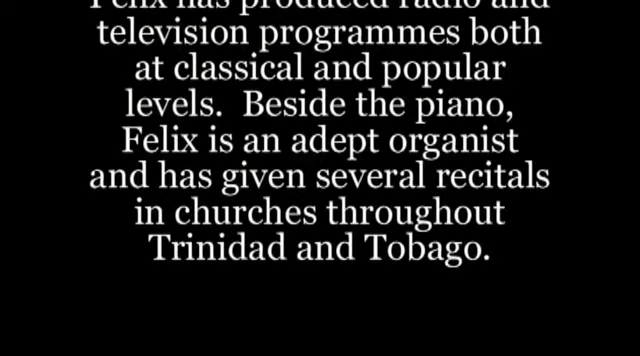 Felix has produced radio and
television programmes both
at classical and popular
levels. Beside the piano,
Felix is an adept organist
and has given several recitals
in churches throughout
Trinidad and Tobago.